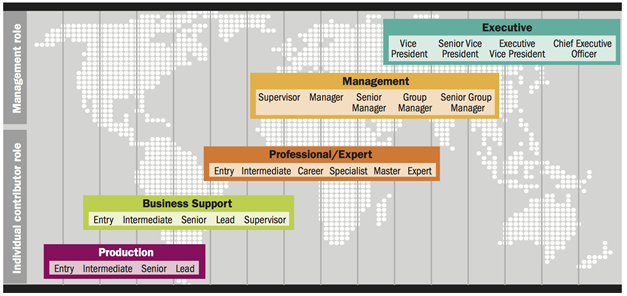 Management role
Executive
Vice President
Senior Vice President
Executive Vice President
Chief Executive Officer
Management
Supervisor
Manager
Senior Manager
Group Manager
Senior Group Manager
Individual contributor role
Professional/Expert
Entry Intermediate Career Specialist Master Expert
Business Support
Entry Intermediate Senior Lead Supervisor
Production
Entry Intermediate Senior Lead